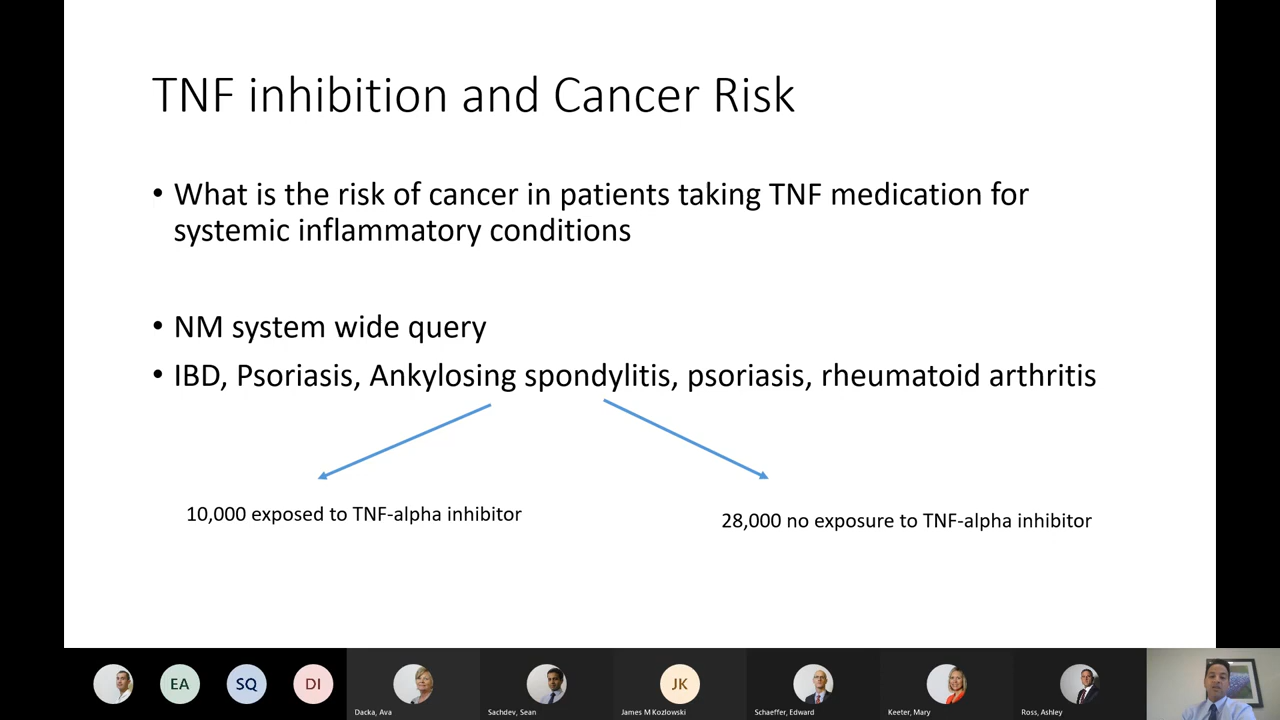 TNF inhibition and Cancer Risk
• What is the risk of cancer in patients taking TNF medication for
systemic inflammatory conditions
• NM system wide query
• IBD, Psoriasis, Ankylosing spondylitis, psoriasis, rheumatoid arthritis
10,000 exposed to TNF-alpha inhibitor
28,000 no exposure to TNF-alpha inhibitor
EA
SQ
DI
JK
Dacka, Ava
Sachdev, Sean
James M Kozlowski
Schaeffer, Edward
Keeter, Mary
Ross, Ashley